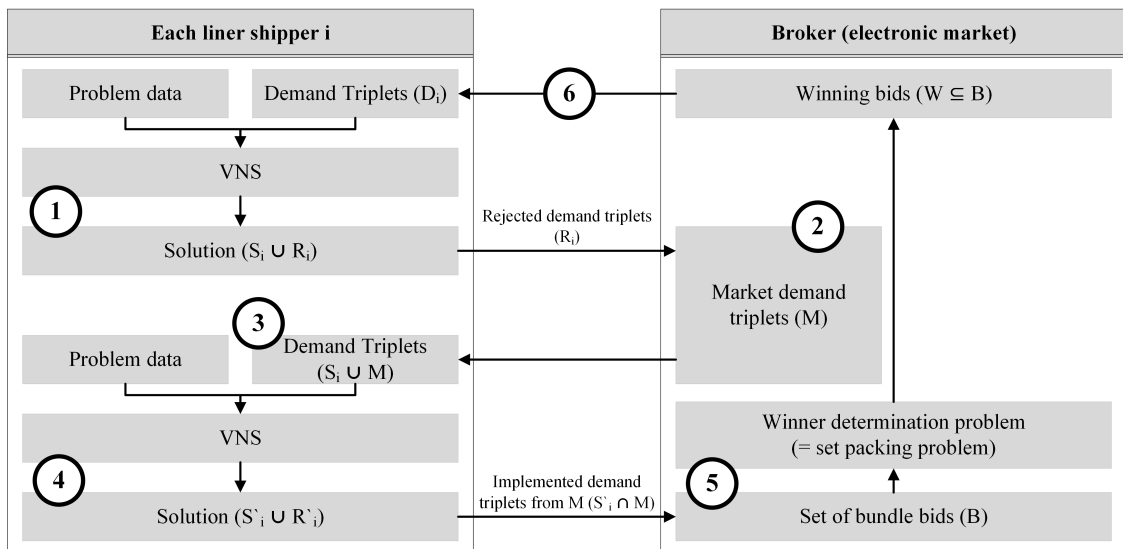 Each liner shipper i
Broker (electronic market)
Problem data
Demand Triplets (Dᵢ)
6
Winning bids (W ⊆ B)
VNS
1
Solution (Sᵢ ∪ Rᵢ)
Rejected demand triplets
(Rᵢ)
2
Market demand
triplets (M)
3
Problem data
Demand Triplets
(Sᵢ ∪ M)
VNS
4
Solution (S`ᵢ ∪ R`ᵢ)
Implemented demand
triplets from M (S`ᵢ ∩ M)
Winner determination problem
(= set packing problem)
5
Set of bundle bids (B)